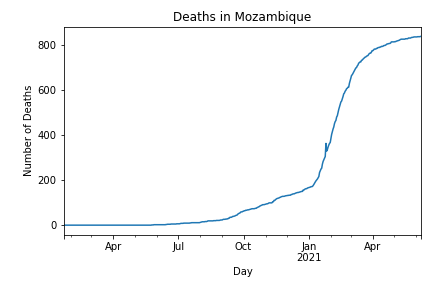 Deaths in Mozambique
Number of Deaths
800
600
400
200
0
Apr
Jul
Oct
Jan
2021
Apr
Day